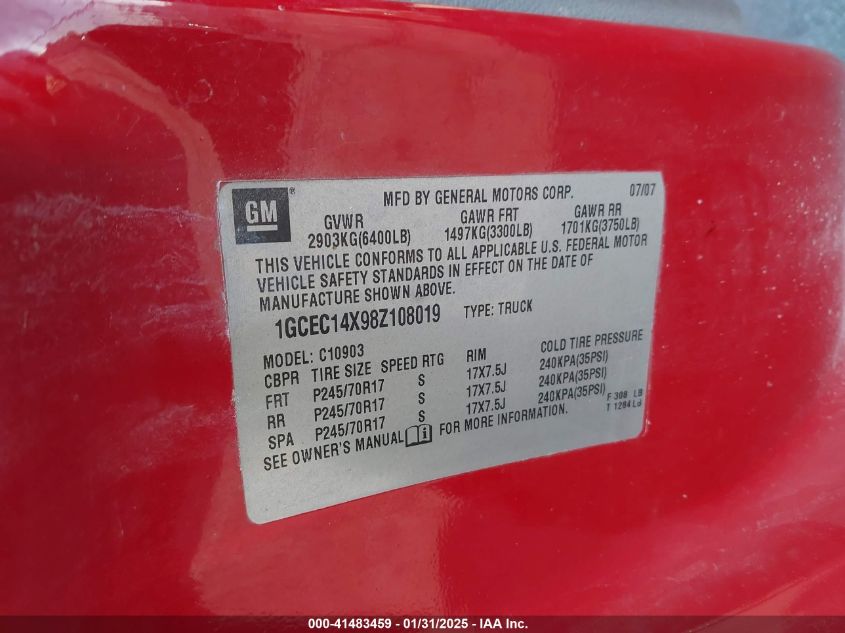 GM
MFD BY GENERAL MOTORS CORP. 07/07
GVWR GAWR FRT GAWR RR
2903KG(6400LB) 1497KG(3300LB) 1701KG(3750LB)
THIS VEHICLE CONFORMS TO ALL APPLICABLE U.S. FEDERAL MOTOR
VEHICLE SAFETY STANDARDS IN EFFECT ON THE DATE OF
MANUFACTURE SHOWN ABOVE.
1GCEC14X98Z108019 TYPE: TRUCK
MODEL: C10903
CBPR TIRE SIZE SPEED RTG RIM COLD TIRE PRESSURE
FRT P245/70R17 S 17X7.5J 240KPA(35PSI)
RR P245/70R17 S 17X7.5J 240KPA(35PSI)
SPA P245/70R17 S 17X7.5J 240KPA(35PSI)
SEE OWNER'S MANUAL i FOR MORE INFORMATION.
F 308 LB
T 1284 Ld
000-41483459 - 01/31/2025 - IAA Inc.